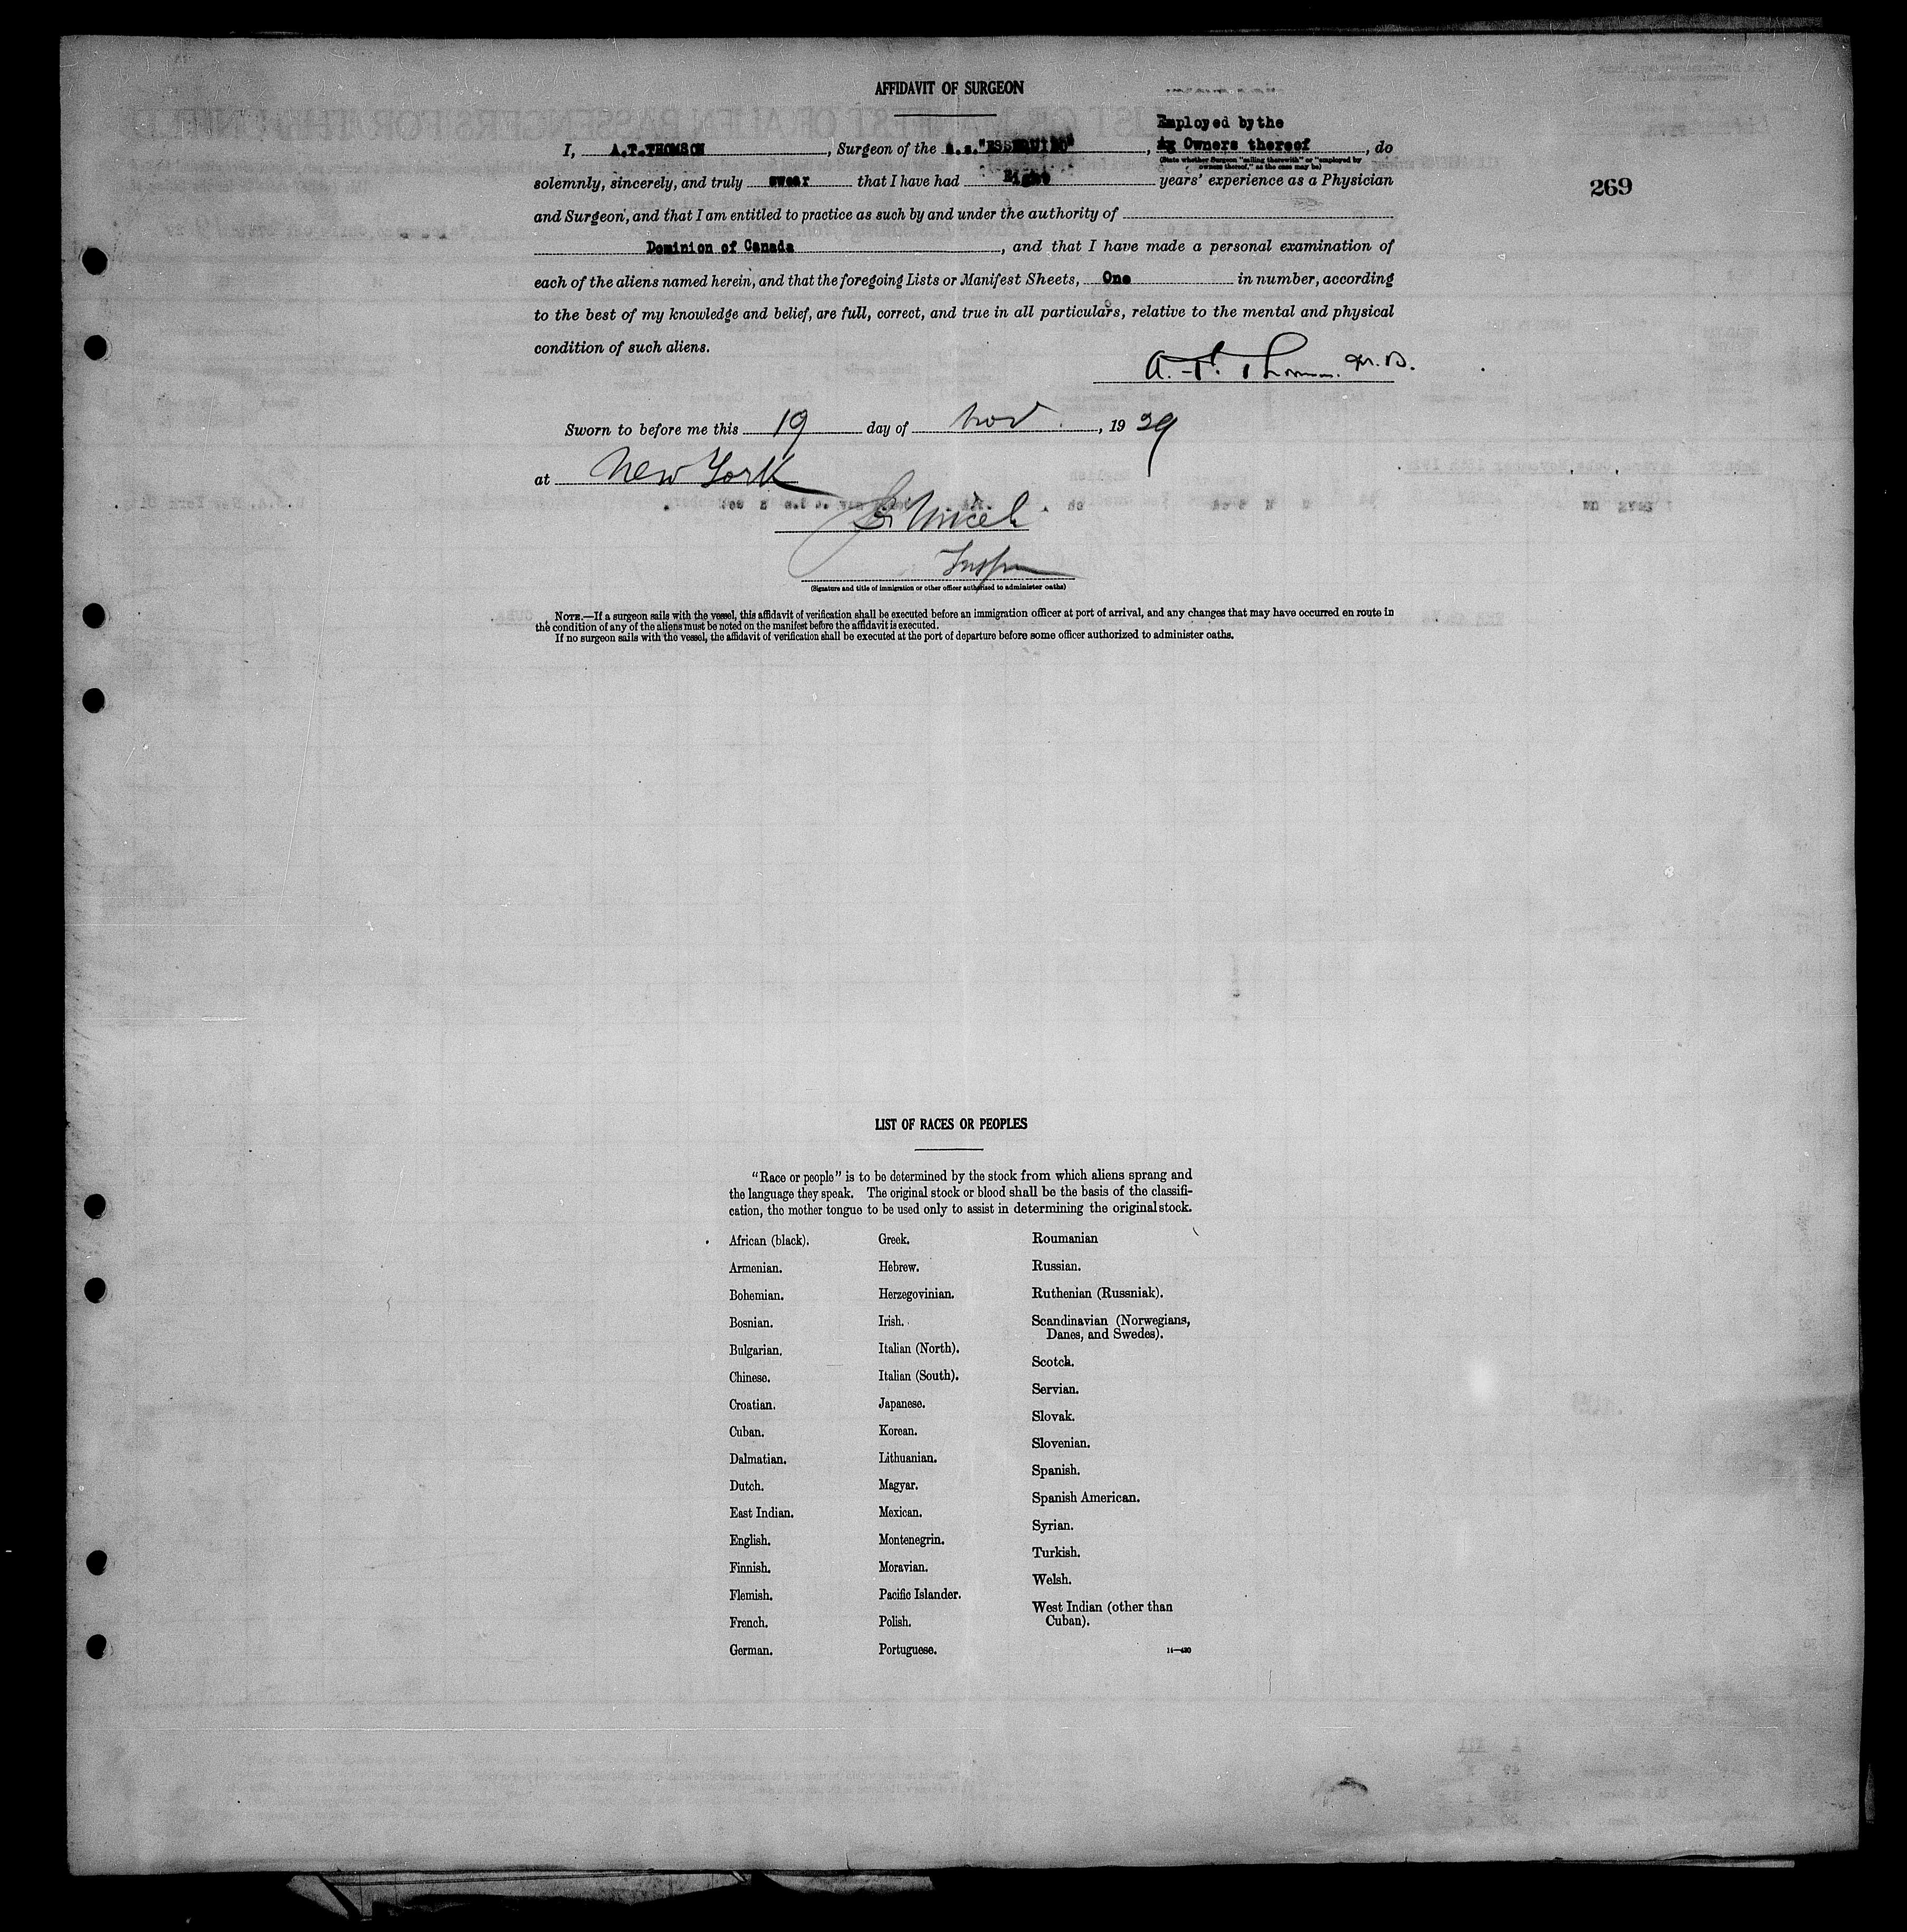 AFFIDAVIT OF SURGEON
Employed by the
I, A.T.THOMSON, Surgeon of the s.s."ESSEQUIBO", Owners thereof, do
(State whether Surgeon "sailing therewith" or "employed by
owners thereof," as the case may be)
solemnly, sincerely, and truly swear that I have had Eight years' experience as a Physician
269
and Surgeon, and that I am entitled to practice as such by and under the authority of
Dominion of Canada, and that I have made a personal examination of
each of the aliens named herein, and that the foregoing Lists or Manifest Sheets, One in number, according
to the best of my knowledge and belief, are full, correct, and true in all particulars, relative to the mental and physical
condition of such aliens.
A. T. Thomson. M.D.
Sworn to before me this 19 day of Nov., 1929
at New York
Insp
(Signature and title of immigration or other officer authorized to administer oaths)
NOTE.—If a surgeon sails with the vessel, this affidavit of verification shall be executed before an immigration officer at port of arrival, and any changes that may have occurred en route in
the condition of any of the aliens must be noted on the manifest before the affidavit is executed.
If no surgeon sails with the vessel, the affidavit of verification shall be executed at the port of departure before some officer authorized to administer oaths.
LIST OF RACES OR PEOPLES
"Race or people" is to be determined by the stock from which aliens sprang and
the language they speak. The original stock or blood shall be the basis of the classifi-
cation, the mother tongue to be used only to assist in determining the original stock.
African (black).
Armenian.
Bohemian.
Bosnian.
Bulgarian.
Chinese.
Croatian.
Cuban.
Dalmatian.
Dutch.
East Indian.
English.
Finnish.
Flemish.
French.
German.
Greek.
Hebrew.
Herzegovinian.
Irish.
Italian (North).
Italian (South).
Japanese.
Korean.
Lithuanian.
Magyar.
Mexican.
Montenegrin.
Moravian.
Pacific Islander.
Polish.
Portuguese.
Roumanian
Russian.
Ruthenian (Russniak).
Scandinavian (Norwegians,
Danes, and Swedes).
Scotch.
Servian.
Slovak.
Slovenian.
Spanish.
Spanish American.
Syrian.
Turkish.
Welsh.
West Indian (other than
Cuban).
14—430